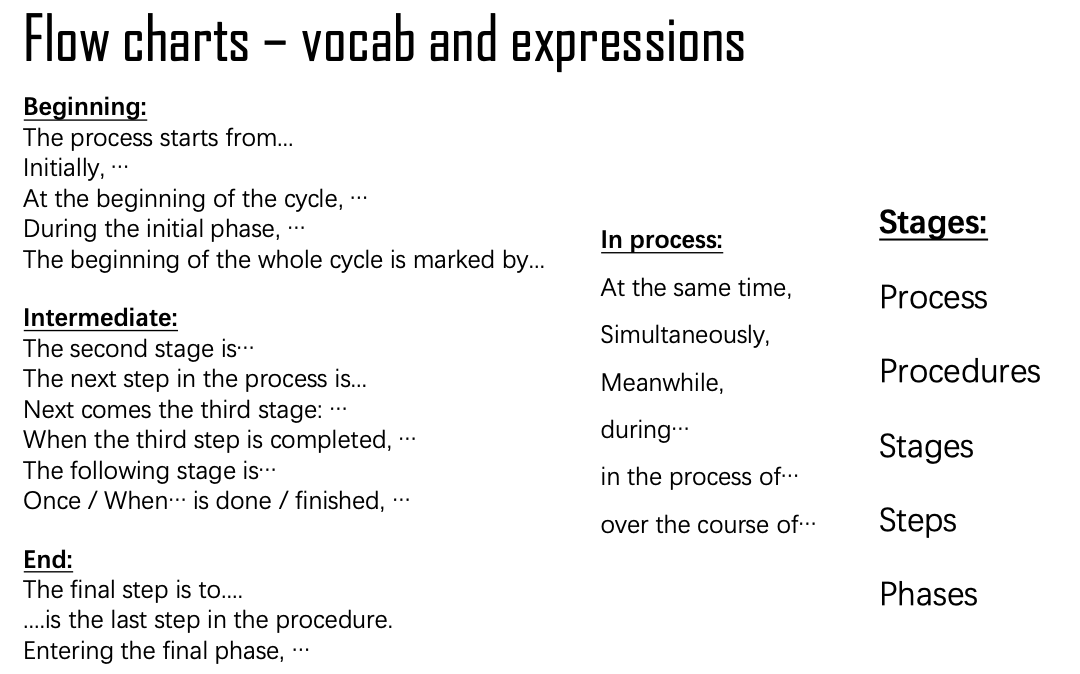 Flow charts – vocab and expressions
Beginning:
The process starts from...
Initially, ···
At the beginning of the cycle, ···
During the initial phase, ···
The beginning of the whole cycle is marked by...
Intermediate:
The second stage is···
The next step in the process is...
Next comes the third stage: ···
When the third step is completed, ···
The following stage is···
Once / When··· is done / finished, ···
End:
The final step is to....
....is the last step in the procedure.
Entering the final phase, ···
In process:
At the same time,
Simultaneously,
Meanwhile,
during···
in the process of···
over the course of···
Stages:
Process
Procedures
Stages
Steps
Phases